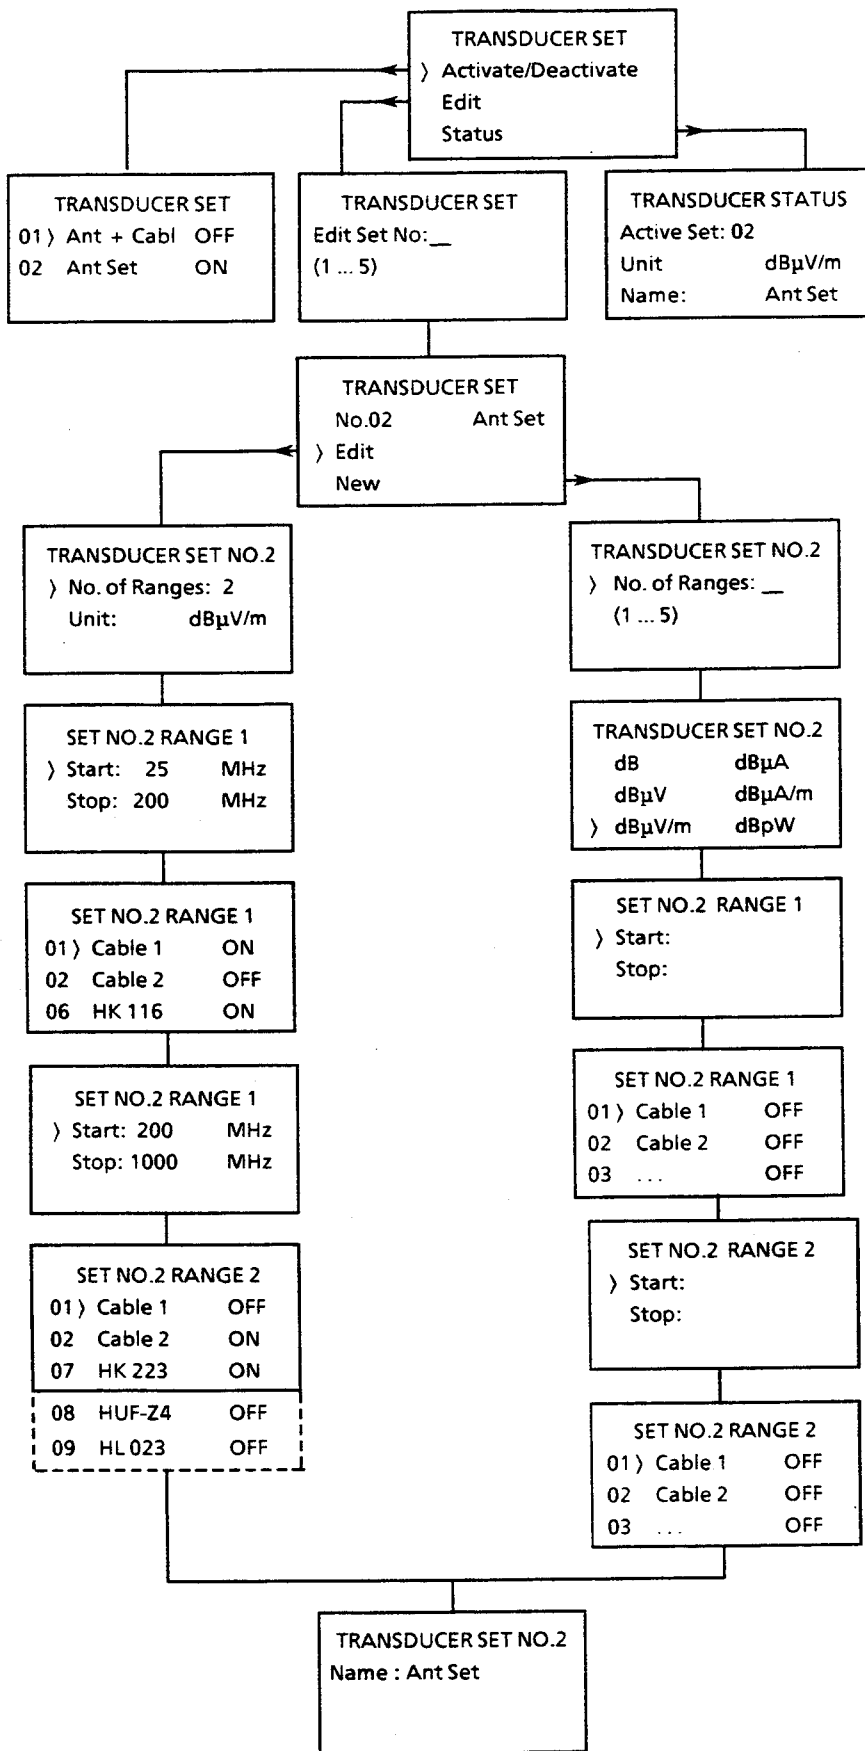 TRANSDUCER SET
⟩ Activate/Deactivate
Edit
Status
TRANSDUCER SET
01⟩ Ant + Cabl OFF
02 Ant Set ON
TRANSDUCER SET
Edit Set No:__
(1 ... 5)
TRANSDUCER STATUS
Active Set: 02
Unit dBµV/m
Name: Ant Set
TRANSDUCER SET
No.02 Ant Set
⟩ Edit
New
TRANSDUCER SET NO.2
⟩ No. of Ranges: 2
Unit: dBµV/m
SET NO.2 RANGE 1
⟩ Start: 25 MHz
Stop: 200 MHz
SET NO.2 RANGE 1
01⟩ Cable 1 ON
02 Cable 2 OFF
06 HK 116 ON
SET NO.2 RANGE 1
⟩ Start: 200 MHz
Stop: 1000 MHz
SET NO.2 RANGE 2
01⟩ Cable 1 OFF
02 Cable 2 ON
07 HK 223 ON
08 HUF-Z4 OFF
09 HL 023 OFF
TRANSDUCER SET NO.2
⟩ No. of Ranges: __
(1 ... 5)
TRANSDUCER SET NO.2
dB dBµA
dBµV dBµA/m
⟩ dBµV/m dBpW
SET NO.2 RANGE 1
⟩ Start:
Stop:
SET NO.2 RANGE 1
01⟩ Cable 1 OFF
02 Cable 2 OFF
03 ... OFF
SET NO.2 RANGE 2
⟩ Start:
Stop:
SET NO.2 RANGE 2
01⟩ Cable 1 OFF
02 Cable 2 OFF
03 ... OFF
TRANSDUCER SET NO.2
Name : Ant Set